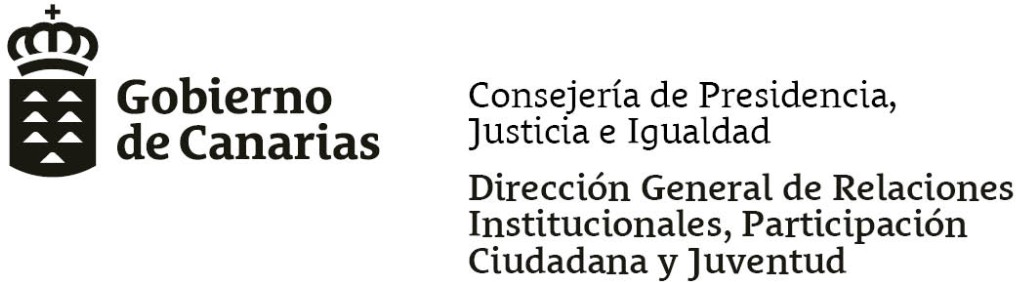 Gobierno
de Canarias
Consejería de Presidencia,
Justicia e Igualdad
Dirección General de Relaciones
Institucionales, Participación
Ciudadana y Juventud